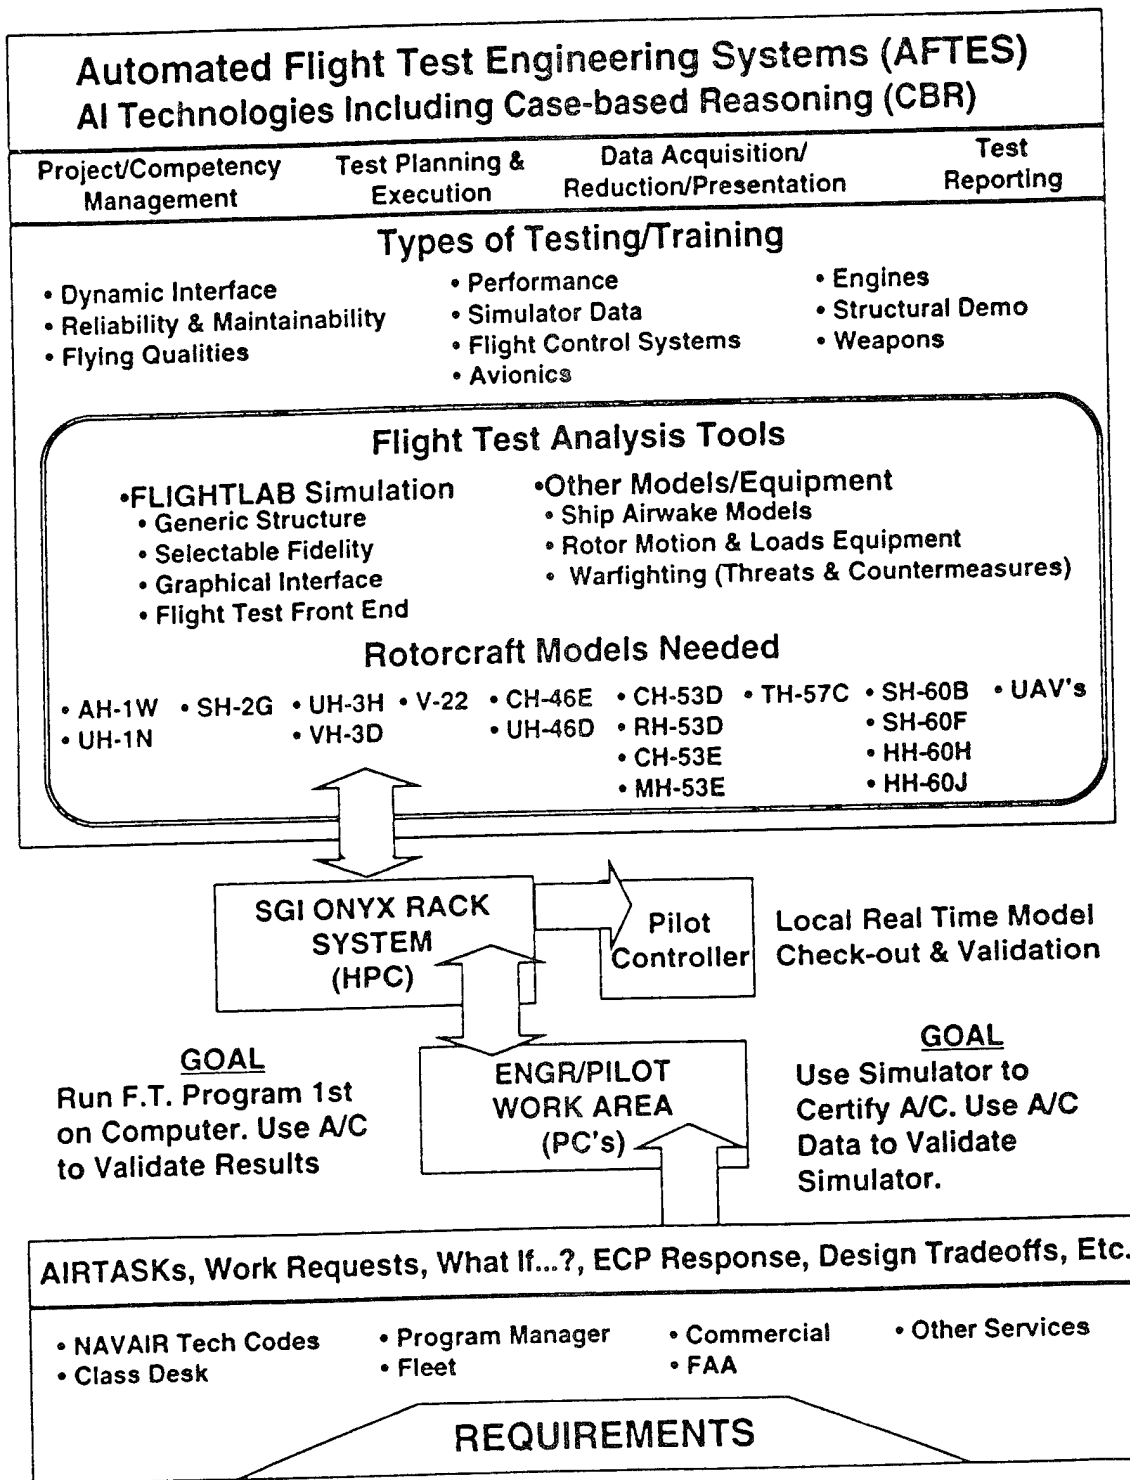 Automated Flight Test Engineering Systems (AFTES)
AI Technologies Including Case-based Reasoning (CBR)
Project/Competency
Management
Test Planning &
Execution
Data Acquisition/
Reduction/Presentation
Test
Reporting
Types of Testing/Training
• Dynamic Interface
• Reliability & Maintainability
• Flying Qualities
• Performance
• Simulator Data
• Flight Control Systems
• Avionics
• Engines
• Structural Demo
• Weapons
Flight Test Analysis Tools
•FLIGHTLAB Simulation
• Generic Structure
• Selectable Fidelity
• Graphical Interface
• Flight Test Front End
•Other Models/Equipment
• Ship Airwake Models
• Rotor Motion & Loads Equipment
• Warfighting (Threats & Countermeasures)
Rotorcraft Models Needed
• AH-1W
• UH-1N
• SH-2G
• UH-3H
• VH-3D
• V-22
• CH-46E
• UH-46D
• CH-53D
• RH-53D
• CH-53E
• MH-53E
• TH-57C
• SH-60B
• SH-60F
• HH-60H
• HH-60J
• UAV's
SGI ONYX RACK
SYSTEM
(HPC)
Pilot
Controller
Local Real Time Model
Check-out & Validation
GOAL
Run F.T. Program 1st
on Computer. Use A/C
to Validate Results
ENGR/PILOT
WORK AREA
(PC's)
GOAL
Use Simulator to
Certify A/C. Use A/C
Data to Validate
Simulator.
AIRTASKs, Work Requests, What If...?, ECP Response, Design Tradeoffs, Etc.
• NAVAIR Tech Codes
• Class Desk
• Program Manager
• Fleet
• Commercial
• FAA
• Other Services
REQUIREMENTS